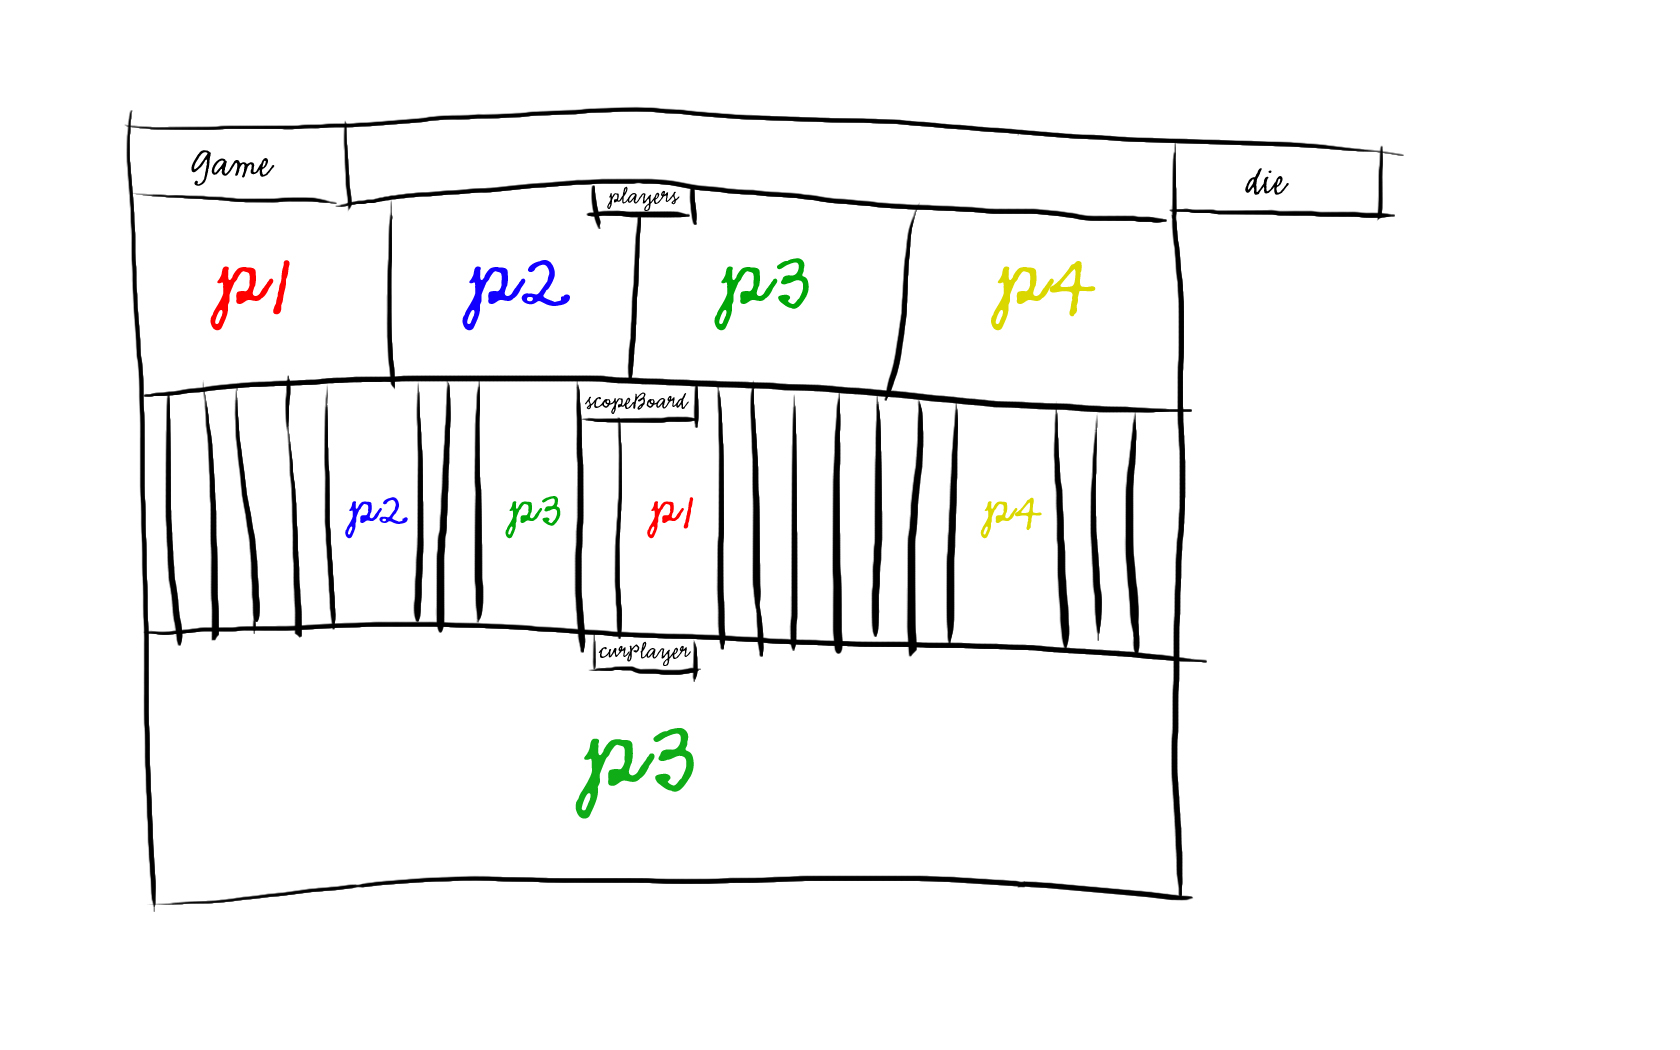 game
die
players
p1 p2 p3 p4
scopeBoard
p2 p3 p1 p4
curPlayer
p3